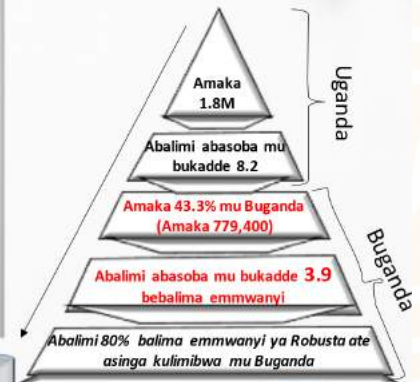 Amaka
1.8M
Abalimi abasoba mu
bukadde 8.2
Amaka 43.3% mu Buganda
(Amaka 779,400)
Abalimi abasoba mu bukadde 3.9
bebalima emmwanyi
Abalimi 80% balima emmwanyi ya Robusta ate
asinga kulimibwa mu Buganda
Uganda
Buganda